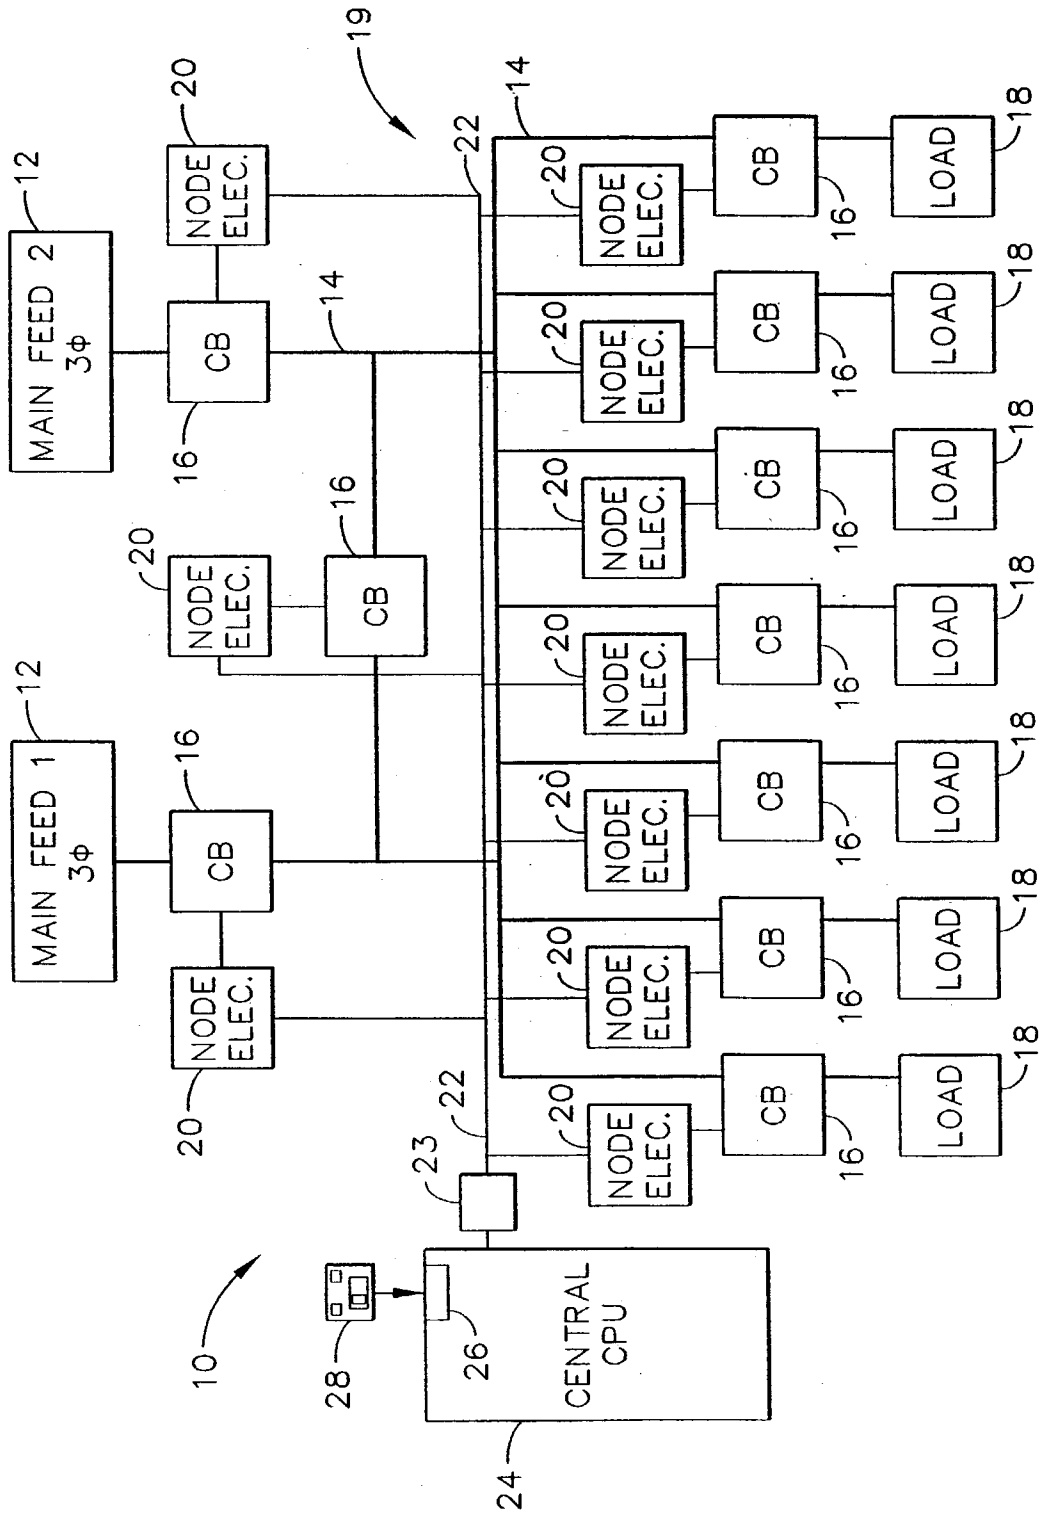 MAIN FEED 1
3Φ
12
MAIN FEED 2
3Φ
12
20
NODE
ELEC.
CB
16
NODE
ELEC.
20
16
CB
NODE
ELEC.
20
CB
16
14
19
10
28
26
CENTRAL
CPU
24
23
22
22
14
NODE
ELEC.
20
NODE
ELEC.
20
NODE
ELEC.
20
NODE
ELEC.
20
NODE
ELEC.
20
NODE
ELEC.
20
NODE
ELEC.
20
CB
16
CB
16
CB
16
CB
16
CB
16
CB
16
CB
16
LOAD
18
LOAD
18
LOAD
18
LOAD
18
LOAD
18
LOAD
18
LOAD
18